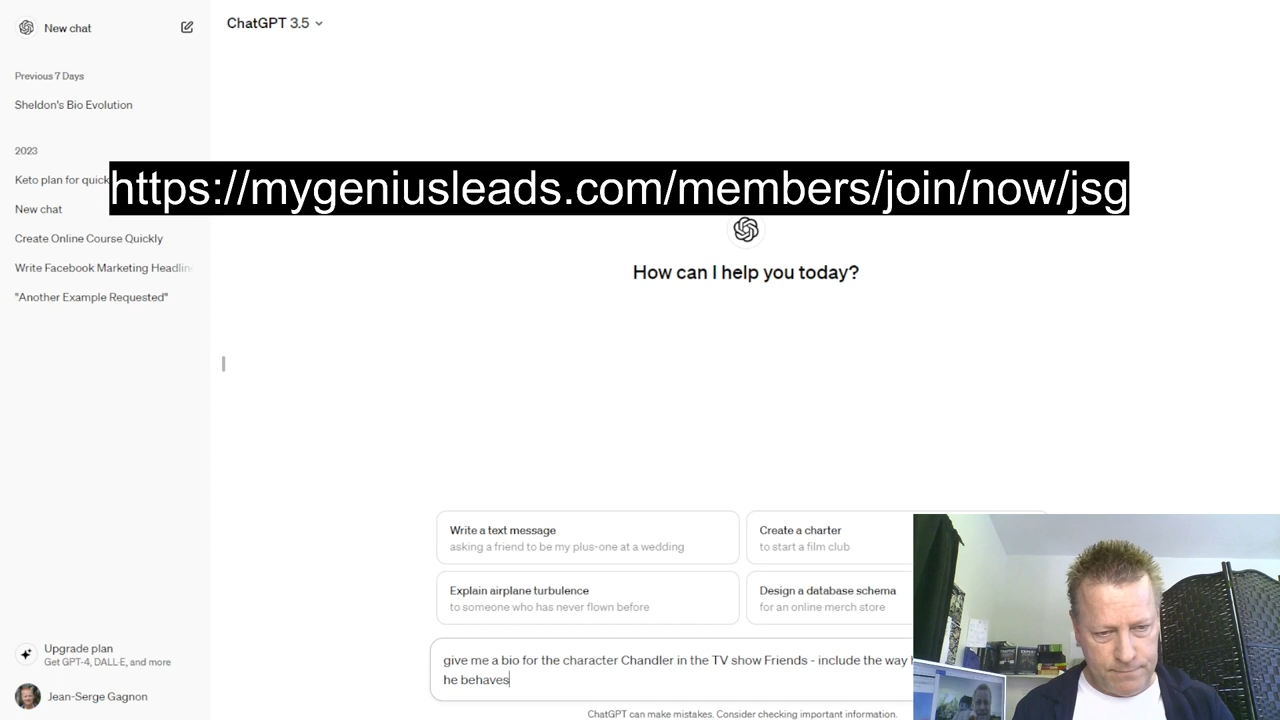 New chat
ChatGPT 3.5
Previous 7 Days
Sheldon's Bio Evolution
2023
Keto plan for quick
https://mygeniusleads.com/members/join/now/jsg
New chat
Create Online Course Quickly
Write Facebook Marketing Headlin
"Another Example Requested"
How can I help you today?
Write a text message
asking a friend to be my plus-one at a wedding
Create a charter
to start a film club
Explain airplane turbulence
to someone who has never flown before
Design a database schema
for an online merch store
give me a bio for the character Chandler in the TV show Friends - include the way
he behaves
Upgrade plan
Get GPT-4, DALL·E, and more
Jean-Serge Gagnon
ChatGPT can make mistakes. Consider checking important information.